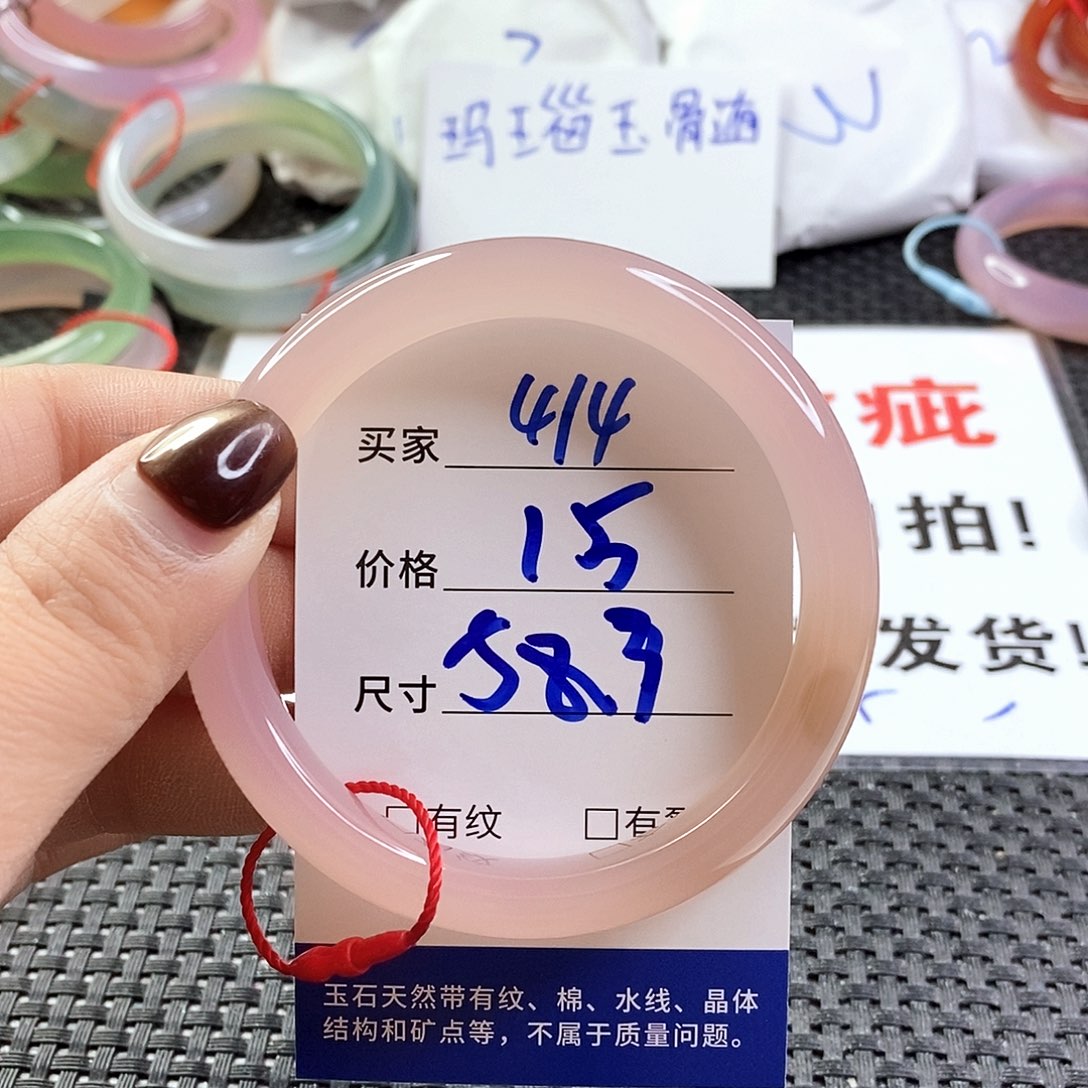 玛瑙玉髓
疵
拍!
发货!
买家 414
价格 15
尺寸 58.3
□有纹 □有
玉石天然带有纹、棉、水线、晶体
结构和矿点等，不属于质量问题。